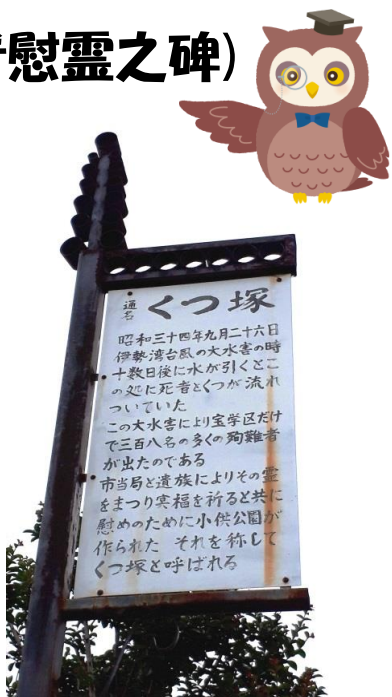 慰霊之碑)
通名 くつ塚
昭和三十四年九月二十六日
伊勢湾台風の大水害の時
十数日後に水が引くとこ
の処に死者とくつが流れ
ついていた
この大水害により宝学区だけ
で三百八名の多くの殉難者
が出たのである
市当局と遺族によりその霊
をまつり冥福を祈ると共に
慰めのために小供公園が
作られた それを称して
くつ塚と呼ばれる